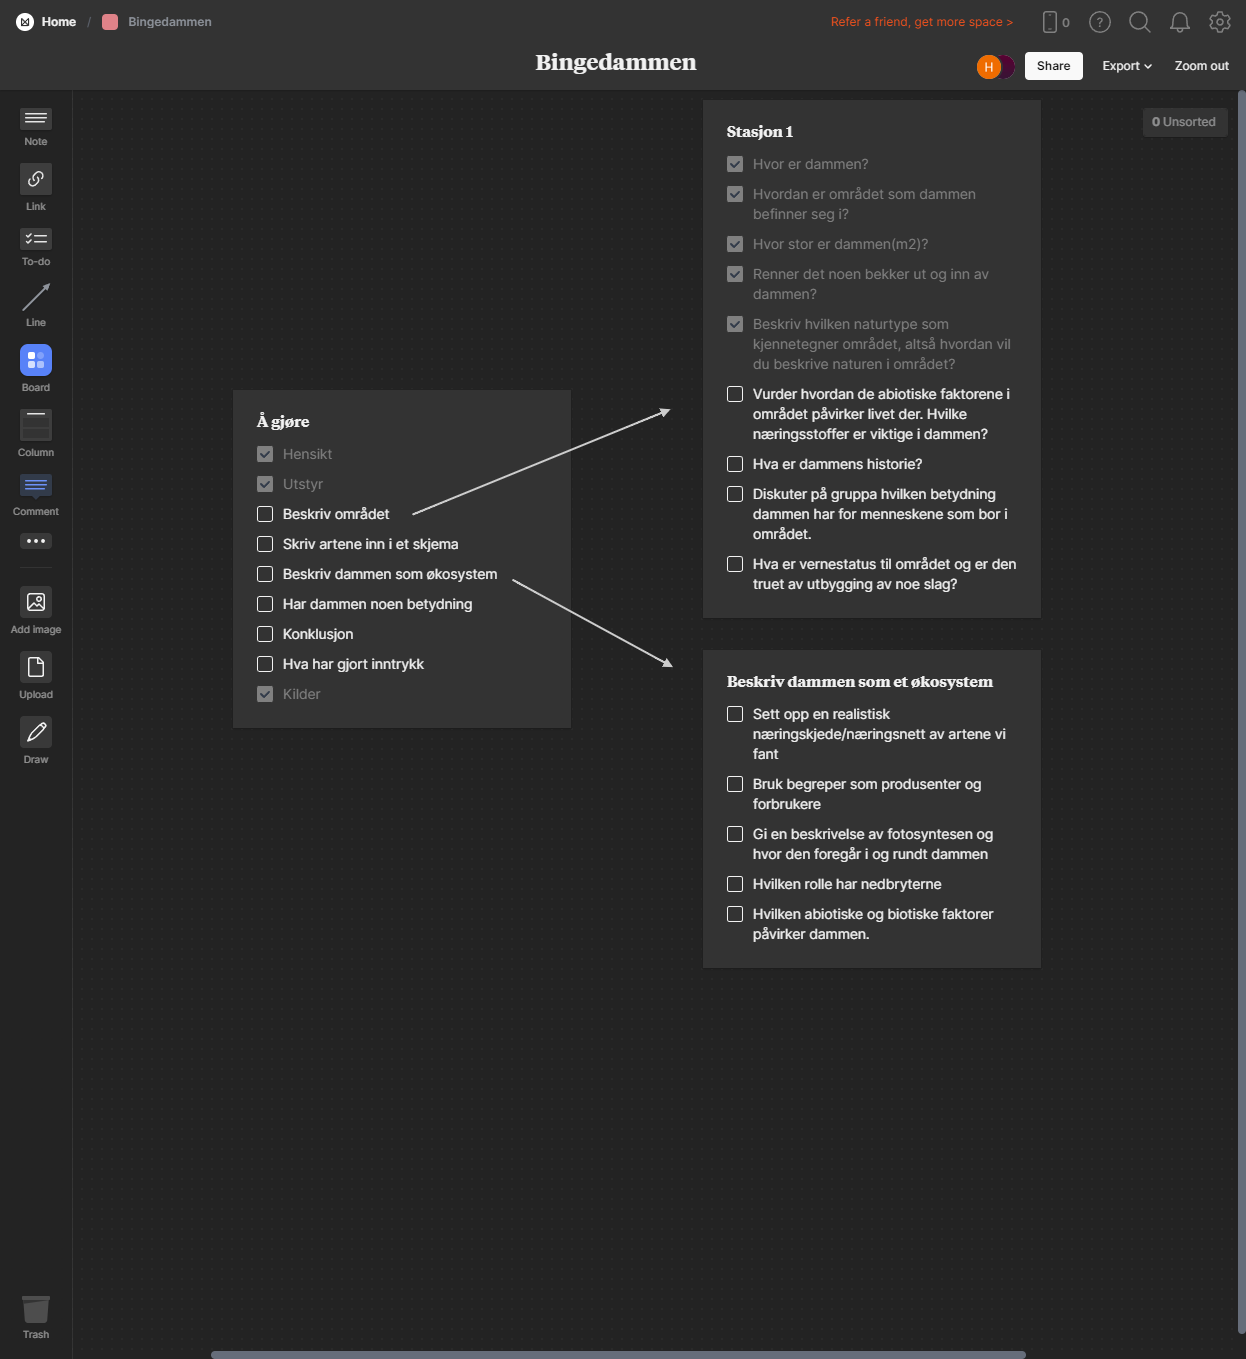 Home / Bingedammen
Refer a friend, get more space >
0
?
Bingedammen
H
Share
Export
Zoom out
0 Unsorted
Note
Link
To-do
Line
Board
Column
Comment
Add image
Upload
Draw
Trash
Å gjøre
Hensikt
Utstyr
Beskriv området
Skriv artene inn i et skjema
Beskriv dammen som økosystem
Har dammen noen betydning
Konklusjon
Hva har gjort inntrykk
Kilder
Stasjon 1
Hvor er dammen?
Hvordan er området som dammen
befinner seg i?
Hvor stor er dammen(m2)?
Renner det noen bekker ut og inn av
dammen?
Beskriv hvilken naturtype som
kjennetegner området, altså hvordan vil
du beskrive naturen i området?
Vurder hvordan de abiotiske faktorene i
området påvirker livet der. Hvilke
næringsstoffer er viktige i dammen?
Hva er dammens historie?
Diskuter på gruppa hvilken betydning
dammen har for menneskene som bor i
området.
Hva er vernestatus til området og er den
truet av utbygging av noe slag?
Beskriv dammen som et økosystem
Sett opp en realistisk
næringskjede/næringsnett av artene vi
fant
Bruk begreper som produsenter og
forbrukere
Gi en beskrivelse av fotosyntesen og
hvor den foregår i og rundt dammen
Hvilken rolle har nedbryterne
Hvilken abiotiske og biotiske faktorer
påvirker dammen.